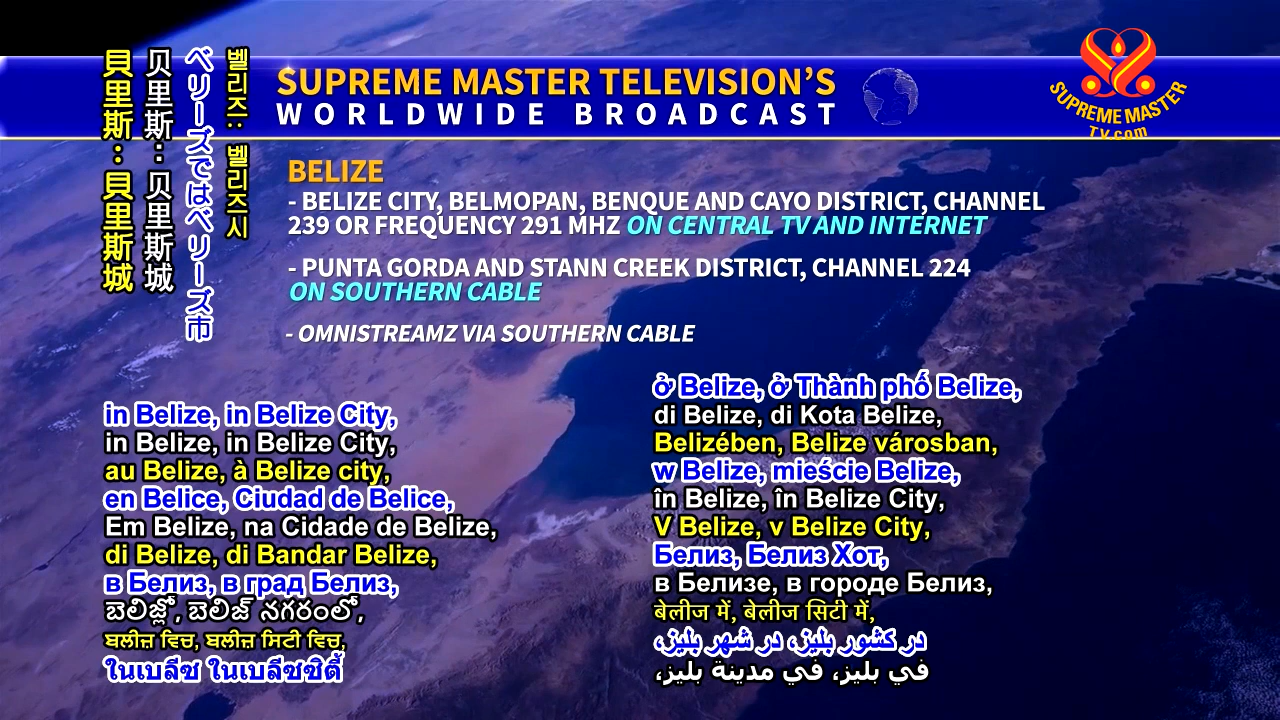 貝里斯：貝里斯城
贝里斯：贝里斯城
ベリーズではベリーズ市
벨리즈: 벨리즈시
SUPREME MASTER TELEVISION'S
WORLDWIDE BROADCAST
SUPREME MASTER
TV.com
BELIZE
- BELIZE CITY, BELMOPAN, BENQUE AND CAYO DISTRICT, CHANNEL
239 OR FREQUENCY 291 MHZ ON CENTRAL TV AND INTERNET
- PUNTA GORDA AND STANN CREEK DISTRICT, CHANNEL 224
ON SOUTHERN CABLE
- OMNISTREAMZ VIA SOUTHERN CABLE
in Belize, in Belize City,
in Belize, in Belize City,
au Belize, à Belize city,
en Belice, Ciudad de Belice,
Em Belize, na Cidade de Belize,
di Belize, di Bandar Belize,
в Белиз, в град Белиз,
బెలిజ్లో, బెలిజ్ నగరంలో,
ਬਲੀਜ਼ ਵਿਚ, ਬਲੀਜ਼ ਸਿਟੀ ਵਿਚ,
ในเบลีซ ในเบลีซซิตี้
ở Belize, ở Thành phố Belize,
di Belize, di Kota Belize,
Belizében, Belize városban,
w Belize, mieście Belize,
în Belize, în Belize City,
V Belize, v Belize City,
Белиз, Белиз Хот,
в Белизе, в городе Белиз,
बेलीज में, बेलीज सिटी में,
در کشور بلیز، در شهر بلیز،
في بليز، في مدينة بليز،